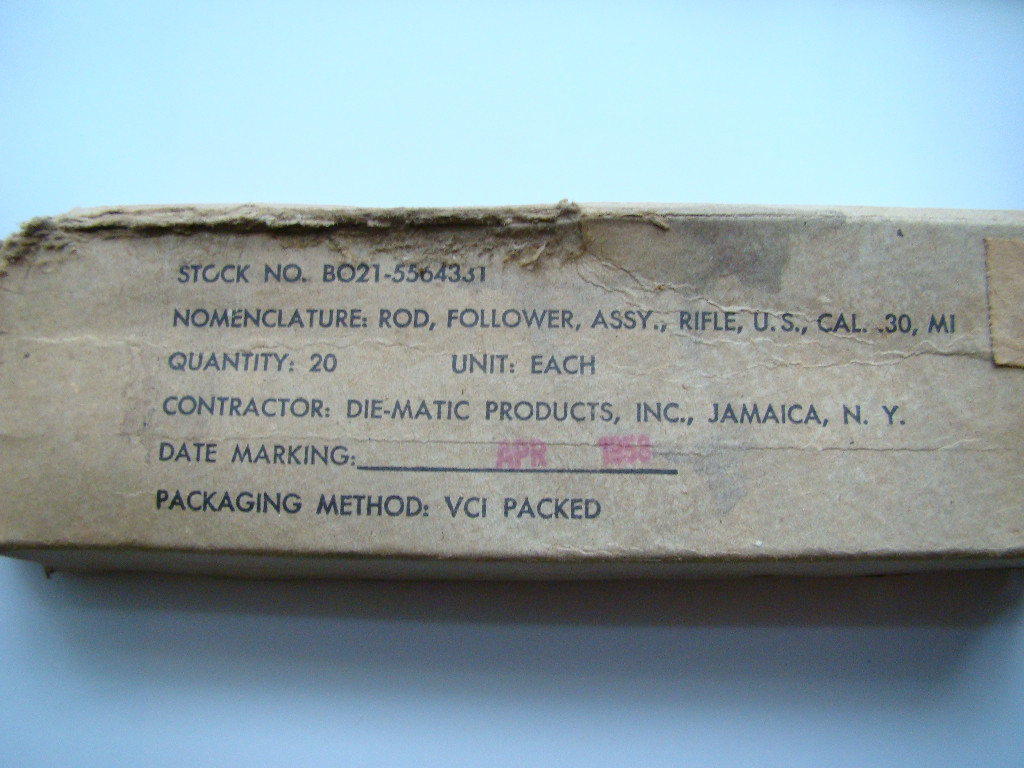 STOCK NO. BO21-5564331
NOMENCLATURE: ROD, FOLLOWER, ASSY., RIFLE, U.S., CAL. .30, MI
QUANTITY: 20 UNIT: EACH
CONTRACTOR: DIE-MATIC PRODUCTS, INC., JAMAICA, N. Y.
DATE MARKING: APR
PACKAGING METHOD: VCI PACKED